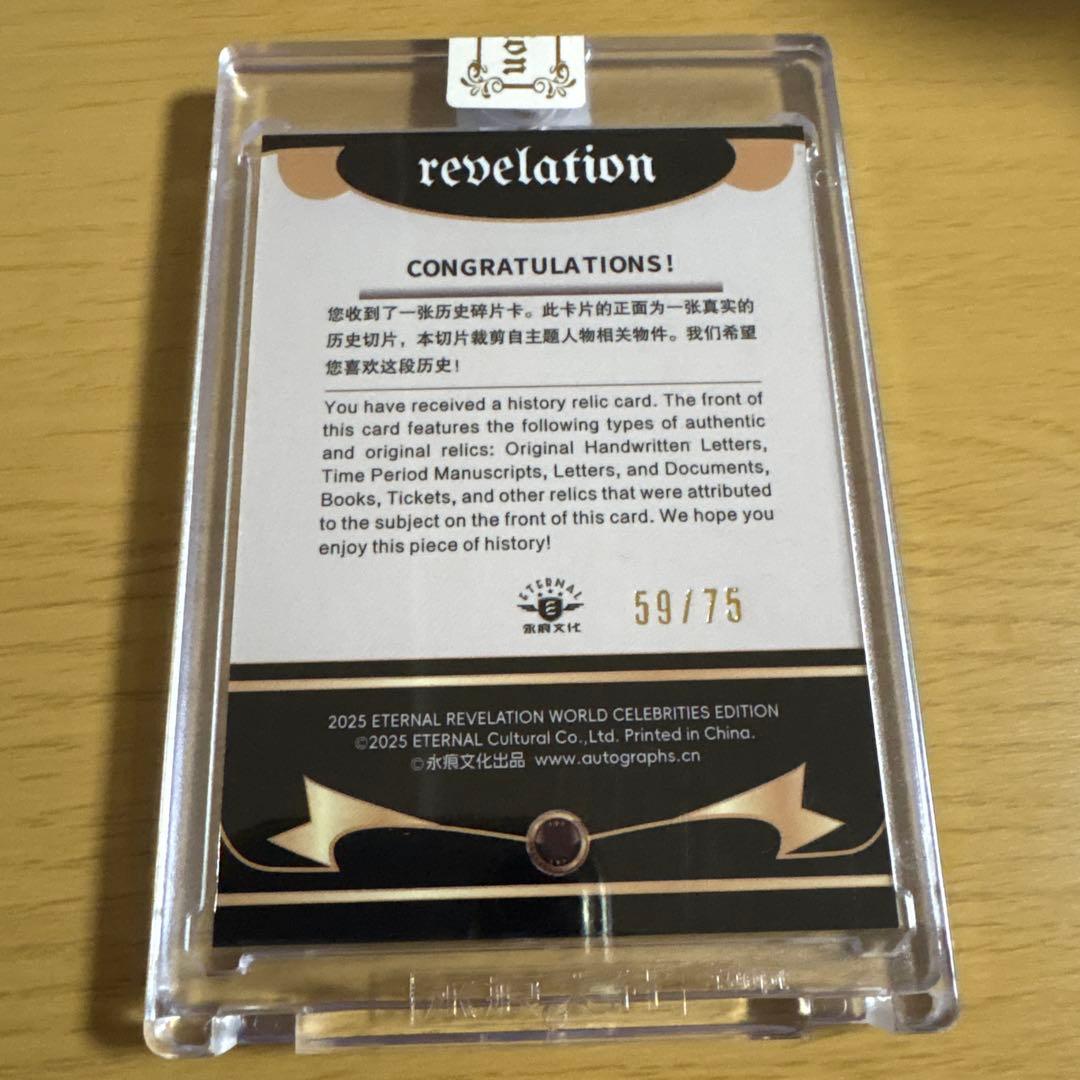 on
revelation
CONGRATULATIONS!
您收到了一张历史碎片卡。此卡片的正面为一张真实的
历史切片，本切片裁剪自主题人物相关物件。我们希望
您喜欢这段历史！
You have received a history relic card. The front of
this card features the following types of authentic
and original relics: Original Handwritten Letters,
Time Period Manuscripts, Letters, and Documents,
Books, Tickets, and other relics that were attributed
to the subject on the front of this card. We hope you
enjoy this piece of history!
ETERNAL
永痕文化
59/75
2025 ETERNAL REVELATION WORLD CELEBRITIES EDITION
©2025 ETERNAL Cultural Co.,Ltd. Printed in China.
©永痕文化出品 www.autographs.cn